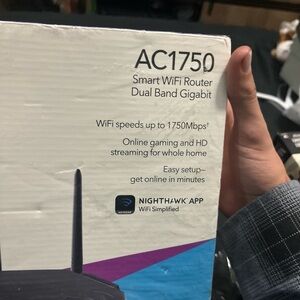 AC1750
Smart WiFi Router
Dual Band Gigabit
WiFi speeds up to 1750Mbps†
Online gaming and HD
streaming for whole home
Easy setup–
get online in minutes
NIGHTHAWK APP
WiFi Simplified